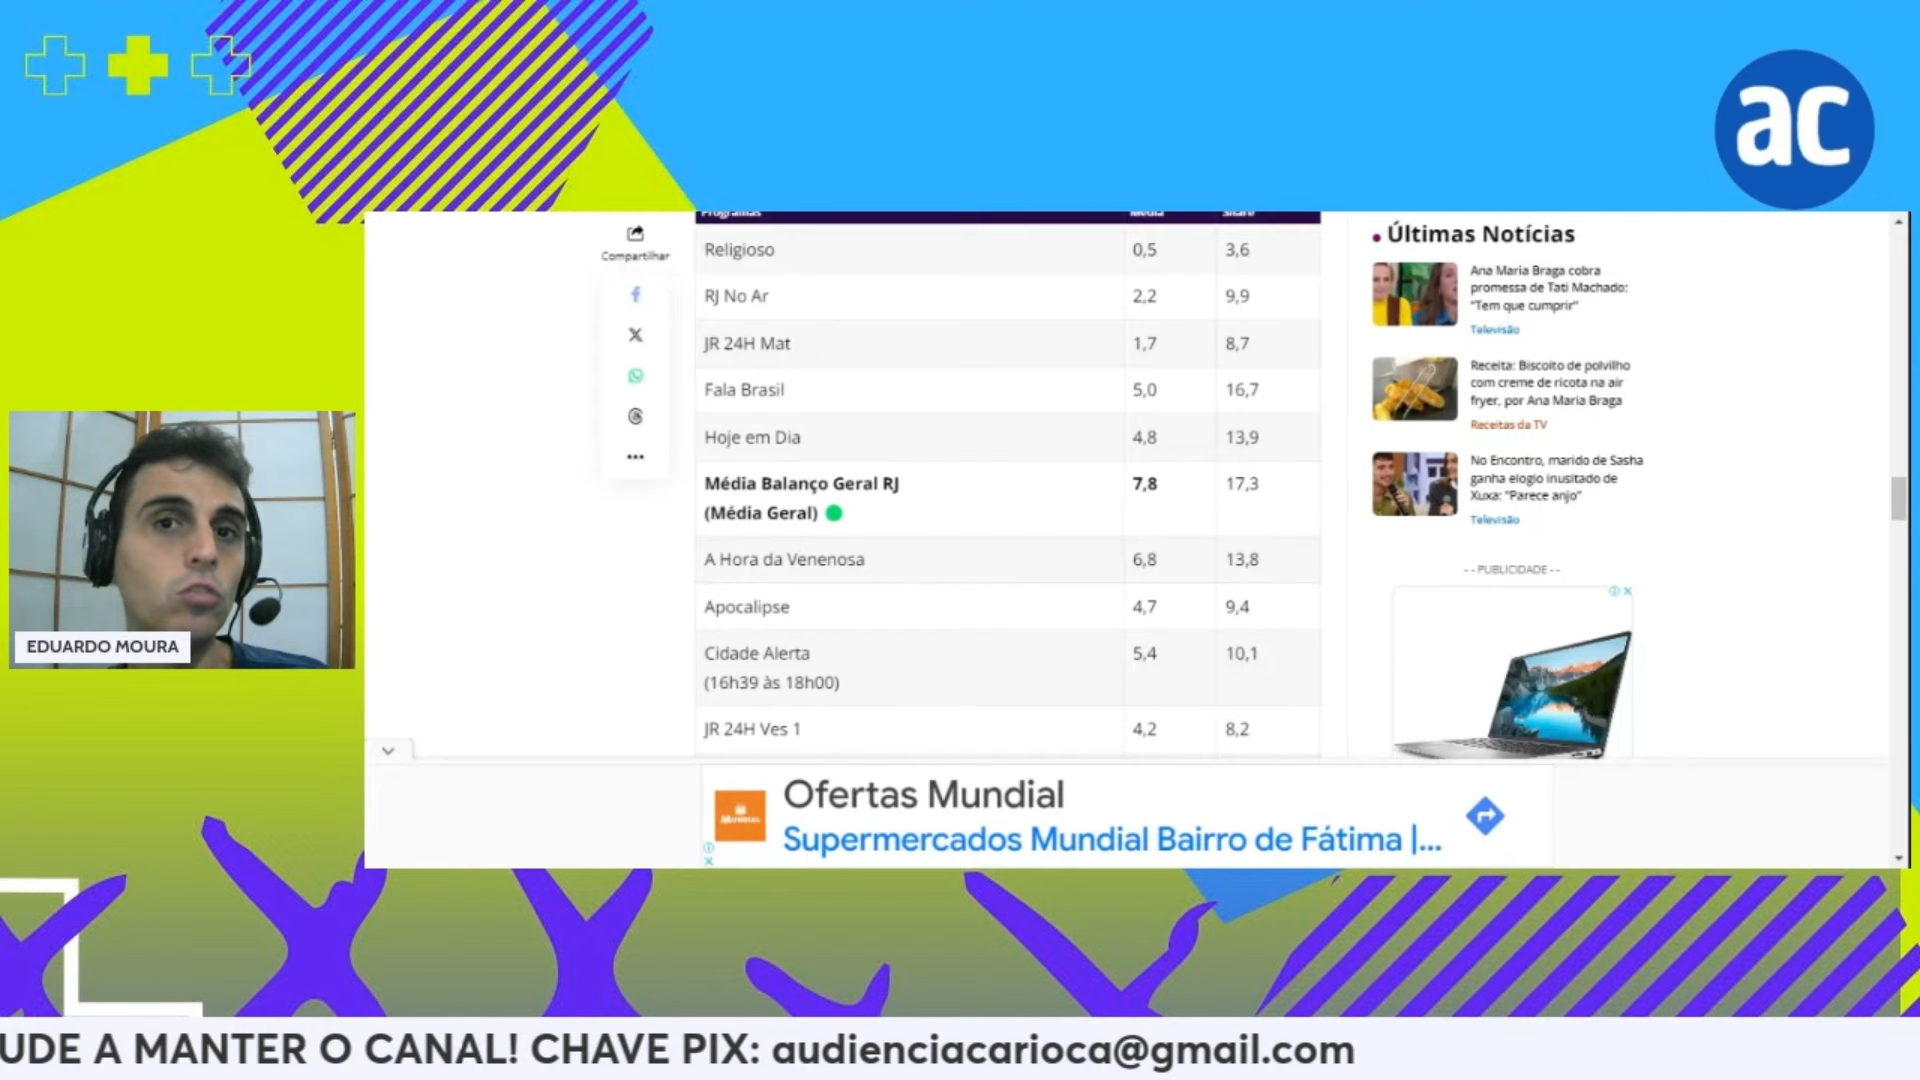 ac
Programas Média Share
Compartilhar
Religioso 0,5 3,6
RJ No Ar 2,2 9,9
JR 24H Mat 1,7 8,7
Fala Brasil 5,0 16,7
Hoje em Dia 4,8 13,9
Média Balanço Geral RJ 7,8 17,3
(Média Geral)
A Hora da Venenosa 6,8 13,8
Apocalipse 4,7 9,4
Cidade Alerta 5,4 10,1
(16h39 às 18h00)
JR 24H Ves 1 4,2 8,2
Últimas Notícias
Ana Maria Braga cobra
promessa de Tati Machado:
“Tem que cumprir”
Televisão
Receita: Biscoito de polvilho
com creme de ricota na air
fryer, por Ana Maria Braga
Receitas da TV
No Encontro, marido de Sasha
ganha elogio inusitado de
Xuxa: “Parece anjo”
Televisão
-- PUBLICIDADE --
EDUARDO MOURA
MUNDIAL
Ofertas Mundial
Supermercados Mundial Bairro de Fátima |...
UDE A MANTER O CANAL! CHAVE PIX: audienciacarioca@gmail.com